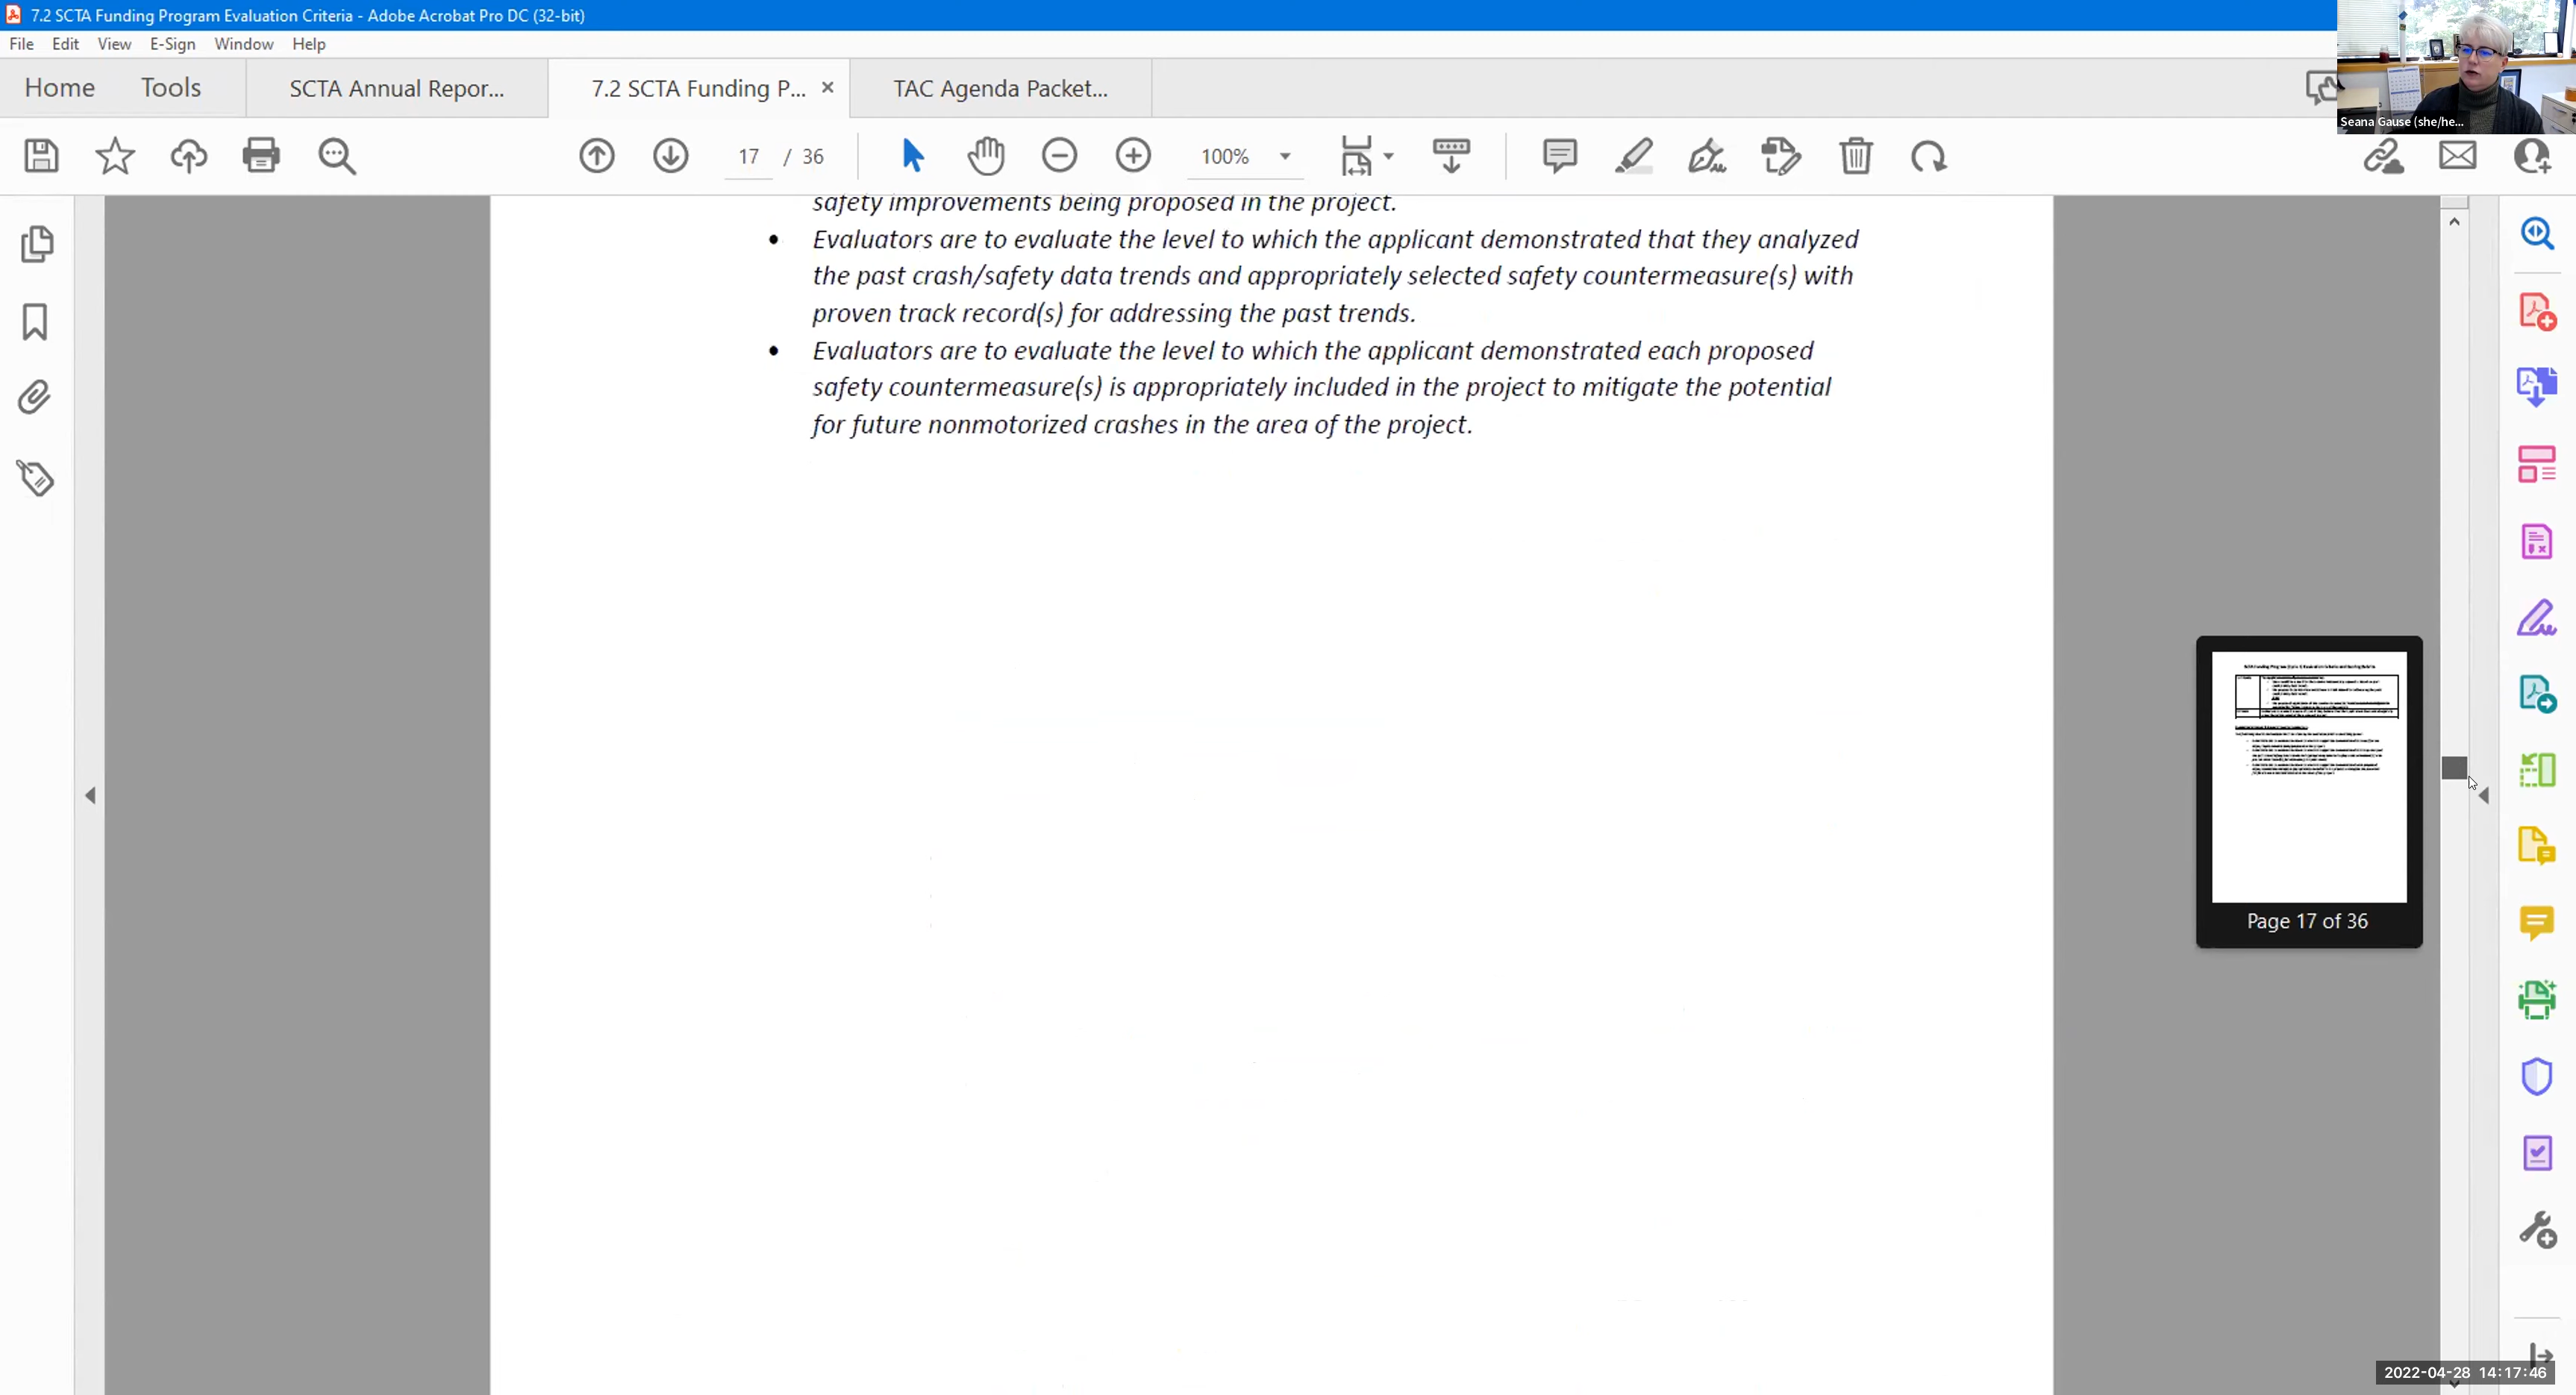 7.2 SCTA Funding Program Evaluation Criteria - Adobe Acrobat Pro DC (32-bit)
File Edit View E-Sign Window Help
Home Tools SCTA Annual Repor... 7.2 SCTA Funding P... × TAC Agenda Packet...
Seana Gause (she/he...
17 / 36 100%
safety improvements being proposed in the project.
• Evaluators are to evaluate the level to which the applicant demonstrated that they analyzed
the past crash/safety data trends and appropriately selected safety countermeasure(s) with
proven track record(s) for addressing the past trends.
• Evaluators are to evaluate the level to which the applicant demonstrated each proposed
safety countermeasure(s) is appropriately included in the project to mitigate the potential
for future nonmotorized crashes in the area of the project.
Page 17 of 36
2022-04-28 14:17:46